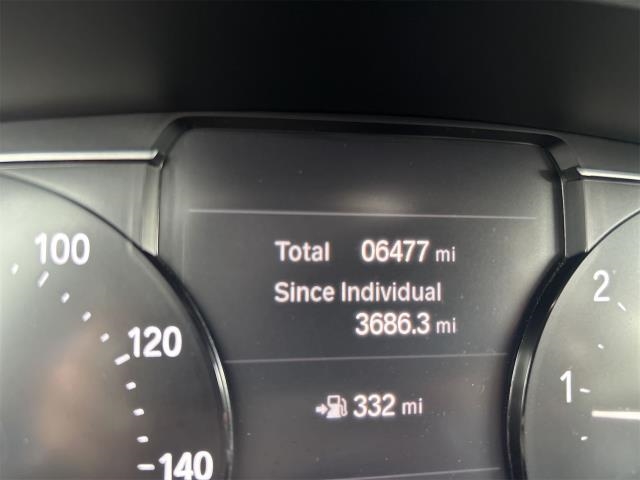 Total 06477 mi
Since Individual
3686.3 mi
332 mi
100
120
140
2
1